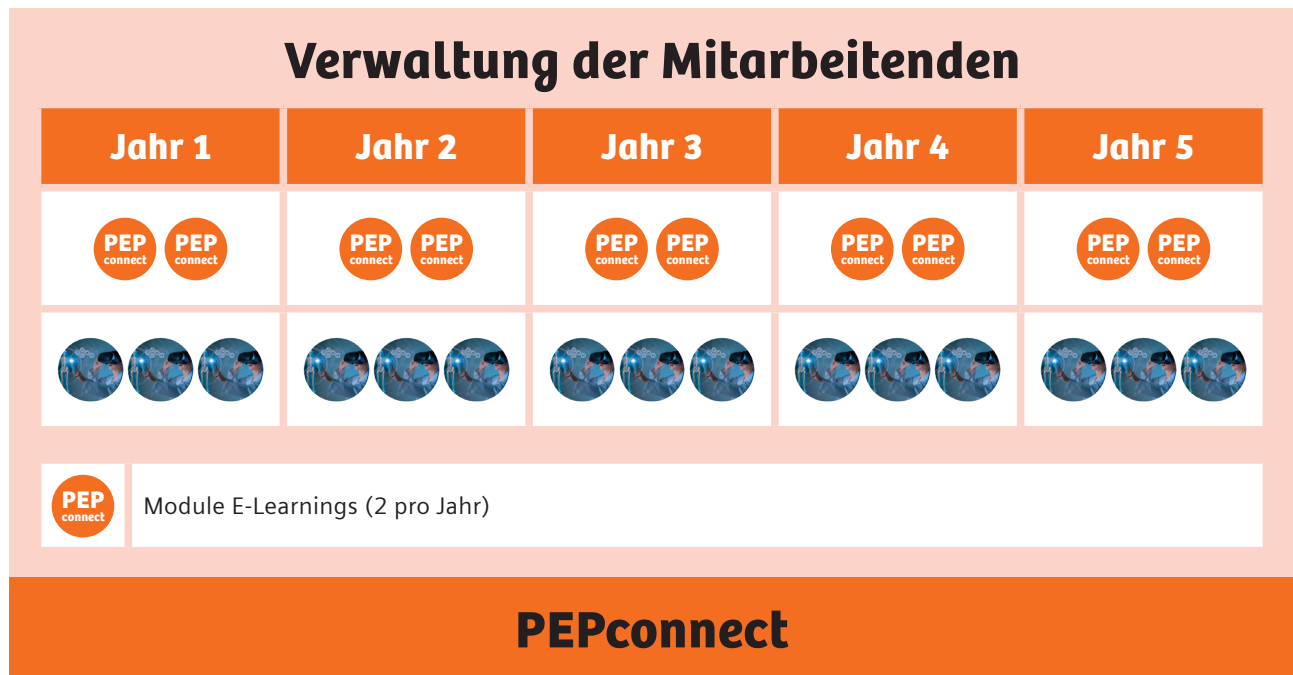 Verwaltung der Mitarbeitenden
Jahr 1 Jahr 2 Jahr 3 Jahr 4 Jahr 5
PEP PEP PEP PEP PEP PEP PEP PEP PEP PEP
connect connect connect connect connect connect connect connect connect connect
PEP
connect
Module E-Learnings (2 pro Jahr)
PEPconnect